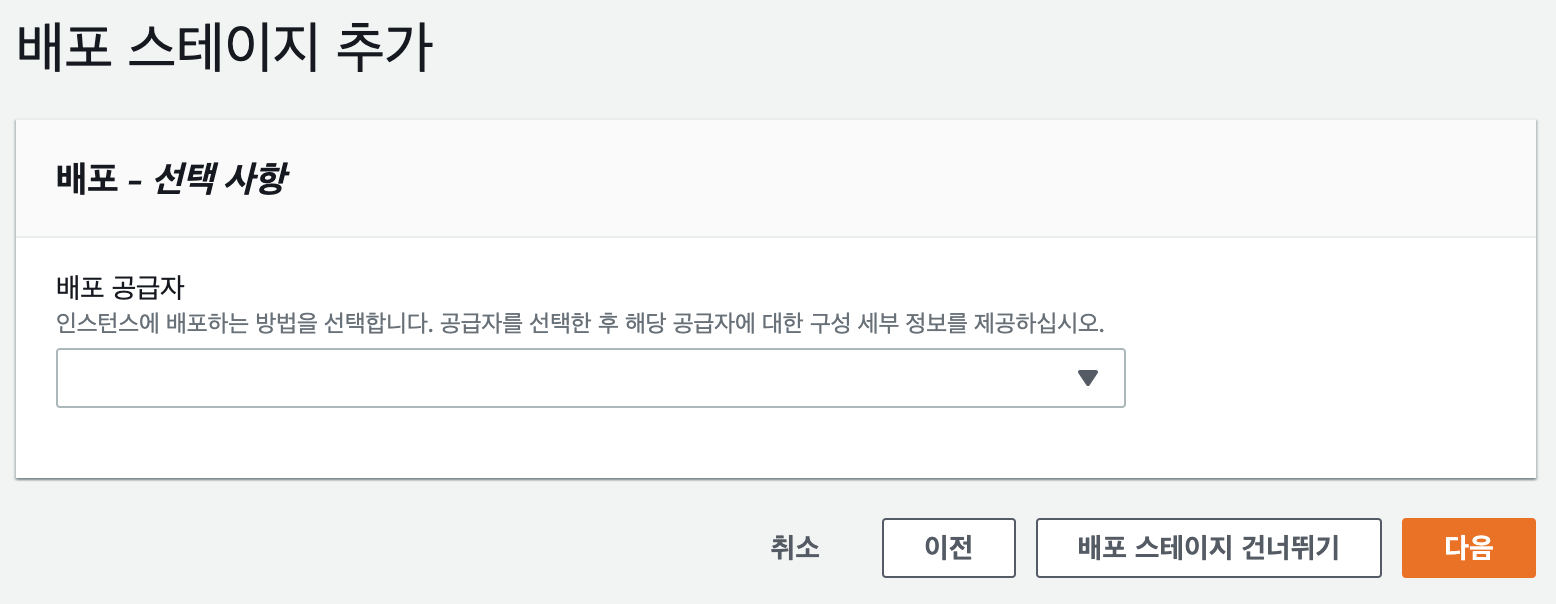 배포 스테이지 추가
배포 - 선택 사항
배포 공급자
인스턴스에 배포하는 방법을 선택합니다. 공급자를 선택한 후 해당 공급자에 대한 구성 세부 정보를 제공하십시오.
취소
이전
배포 스테이지 건너뛰기
다음